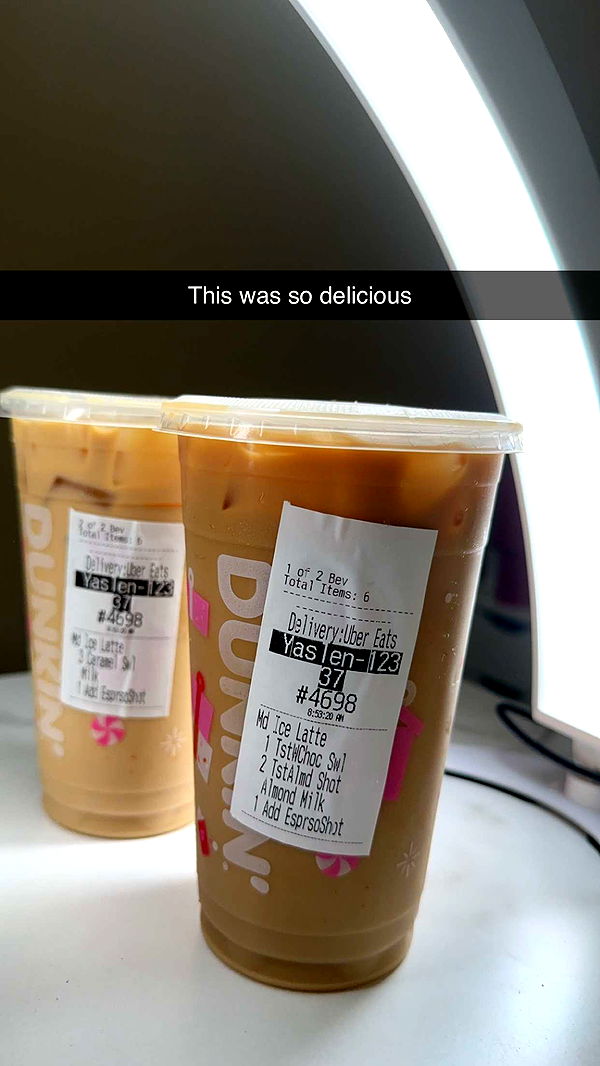 This was so delicious
DUNKIN'
2 of 2 Bev
Total Items: 6
Delivery:Uber Eats
Yaslen-123
37
#4698
Md Ice Latte
3 Caramel Swl
Milk
1 Add EsprsoShot
DUNKIN'
1 of 2 Bev
Total Items: 6
Delivery:Uber Eats
Yaslen-123
37
#4698
8:53:20 AM
Md Ice Latte
1 TstWChoc Swl
2 TstAlmd Shot
Almond Milk
1 Add EsprsoShot